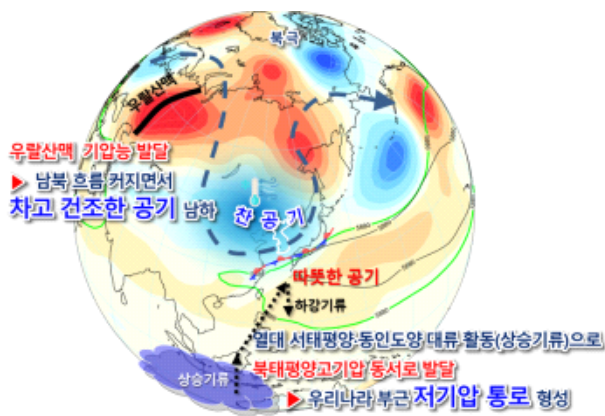 북극
우랄산맥
우랄산맥 기압능 발달
▶ 남북 흐름 커지면서
차고 건조한 공기 남하
찬 공기
따뜻한 공기
하강기류
열대 서태평양·동인도양 대류 활동(상승기류)으로
북태평양고기압 동서로 발달
상승기류
▶ 우리나라 부근 저기압 통로 형성